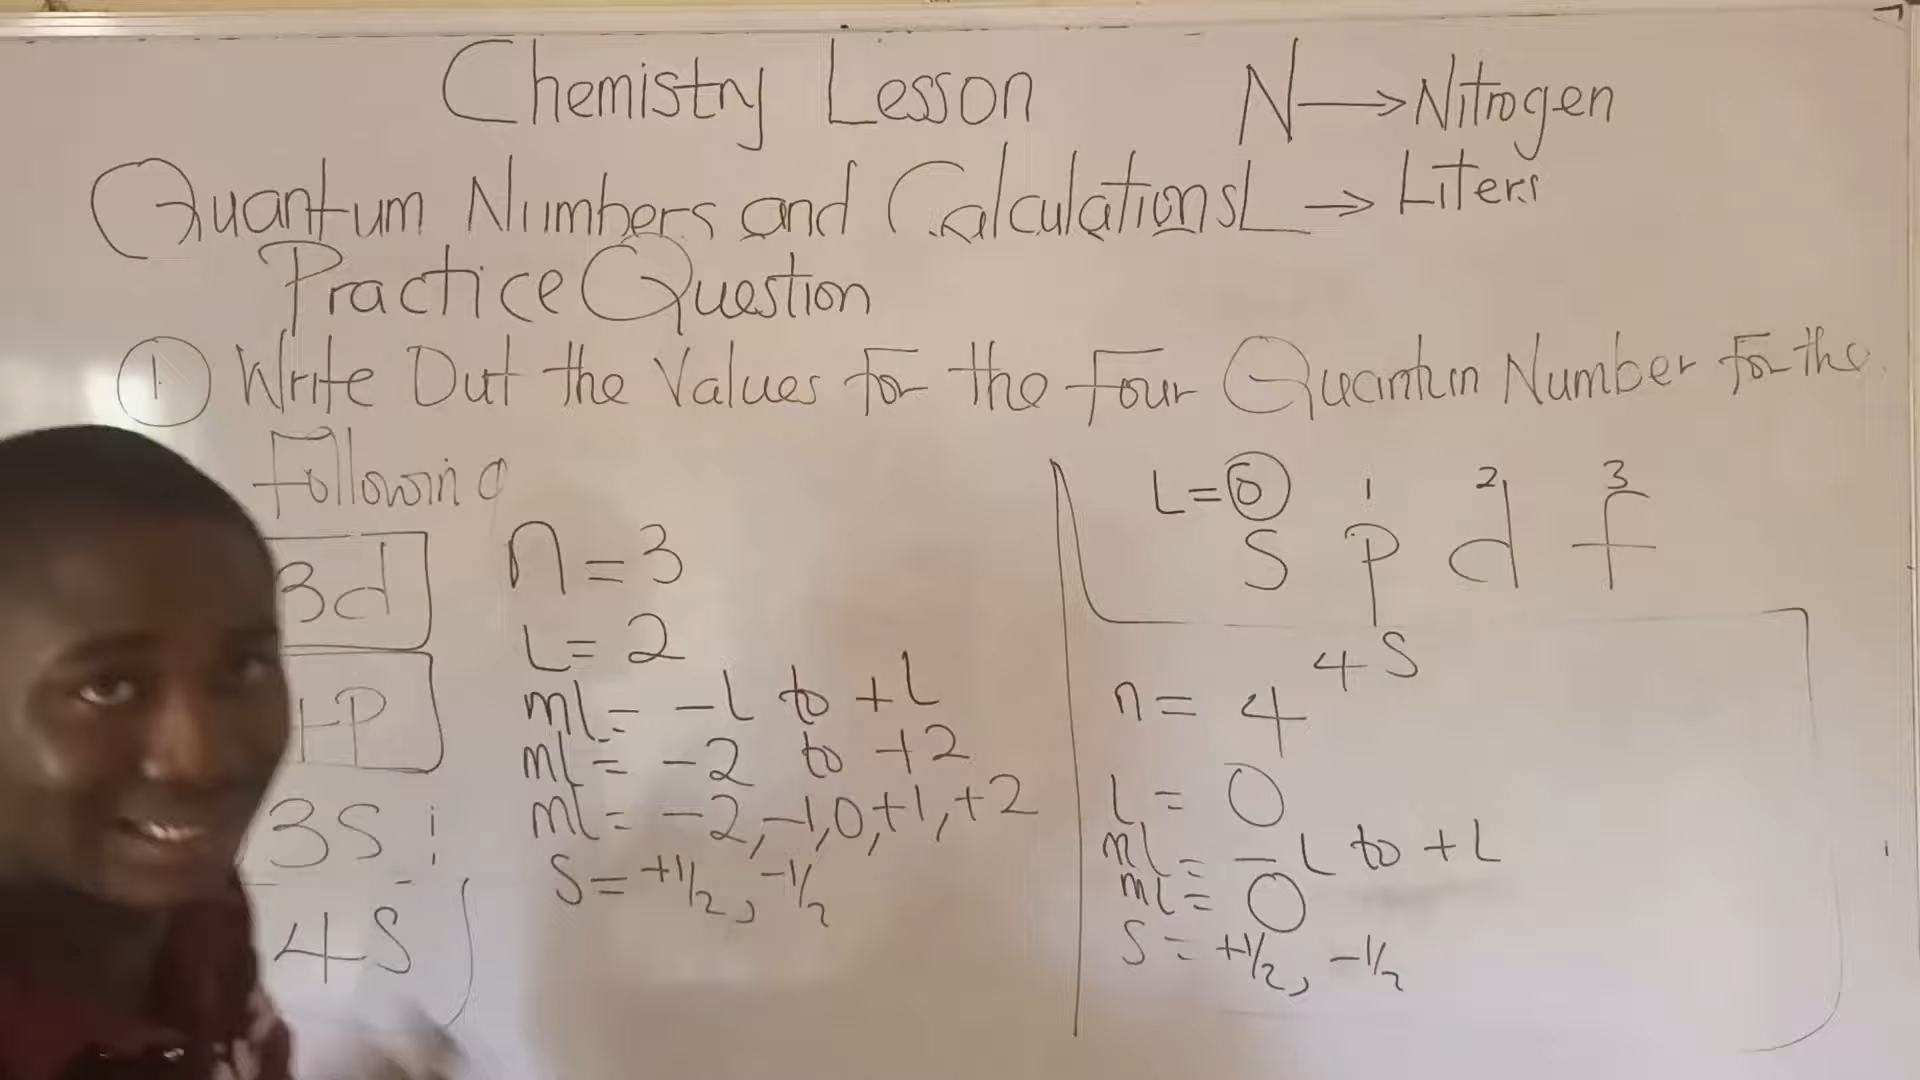 Chemistry Lesson
N → Nitrogen
Quantum Numbers and Calculations
L → Liters
Practice Question
① Write Out the Values for the Four Quantum Number for the
Following
3d
P
3S
4S
n = 3
L = 2
ml = -L to +L
ml = -2 to +2
ml = -2, -1, 0, +1, +2
S = +1/2, -1/2
L = 0 1 2 3
S p d f
4S
n = 4
L = 0
ml = -L to +L
ml = 0
S = +1/2, -1/2